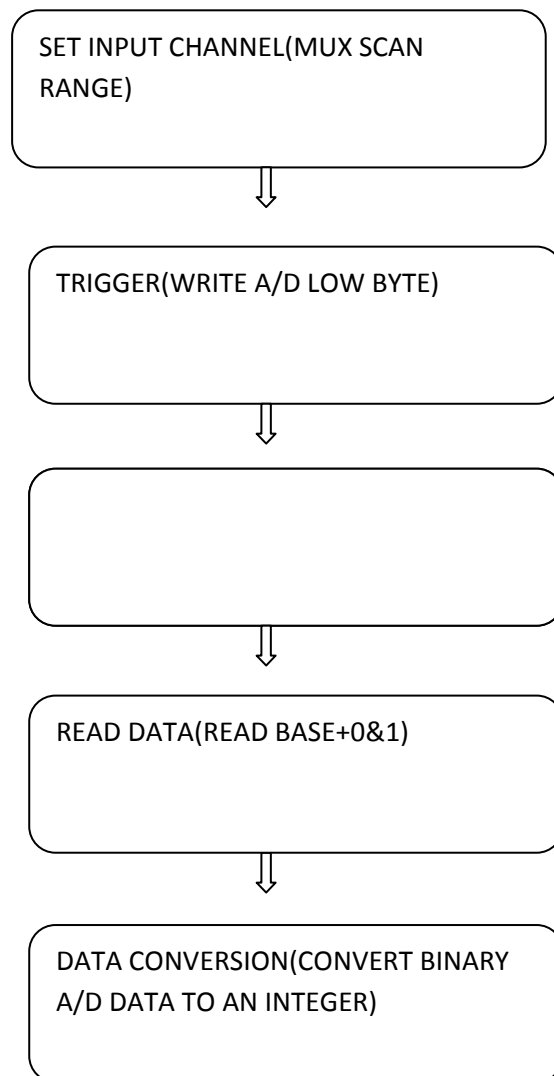 SET INPUT CHANNEL(MUX SCAN
RANGE)
TRIGGER(WRITE A/D LOW BYTE)
READ DATA(READ BASE+0&1)
DATA CONVERSION(CONVERT BINARY
A/D DATA TO AN INTEGER)